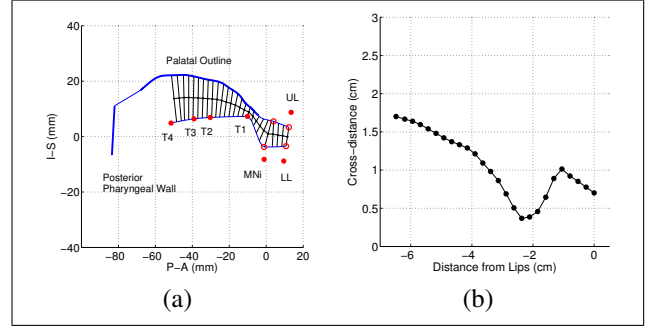 40
20
0
−20
−40
I−S (mm)
Palatal Outline
UL
T4
T3
T2
T1
MNi
LL
Posterior
Pharyngeal Wall
−80 −60 −40 −20 0 20
P−A (mm)
(a)
3
2.5
2
1.5
1
0.5
0
Cross−distance (cm)
−6 −4 −2 0
Distance from Lips (cm)
(b)